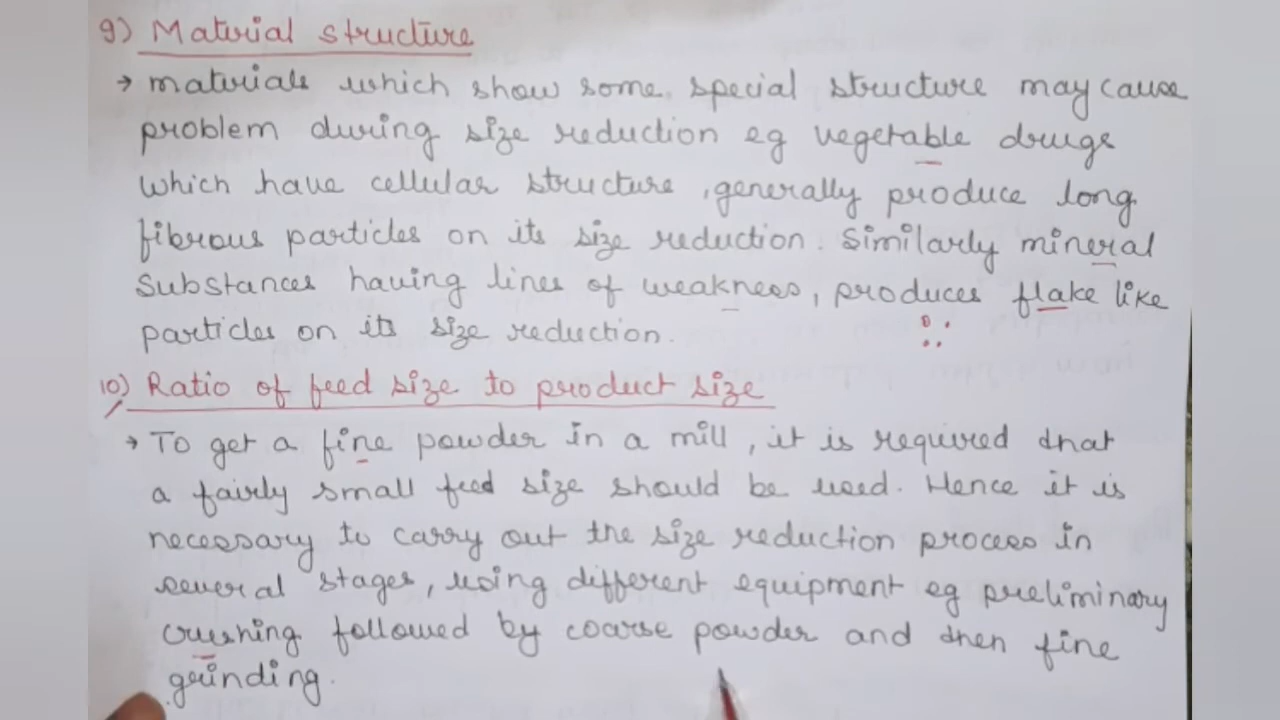 9) Material structure
→ materials which show some special structure may cause
problem during size reduction eg vegetable drugs
which have cellular structure , generally produce long
fibrous particles on its size reduction. Similarly mineral
substances having lines of weakness, produces flake like
particles on its size reduction.
10) Ratio of feed size to product size
→ To get a fine powder in a mill, it is required that
a fairly small feed size should be used. Hence it is
necessary to carry out the size reduction process in
several stages, using different equipment eg preliminary
crushing followed by coarse powder and then fine
grinding.